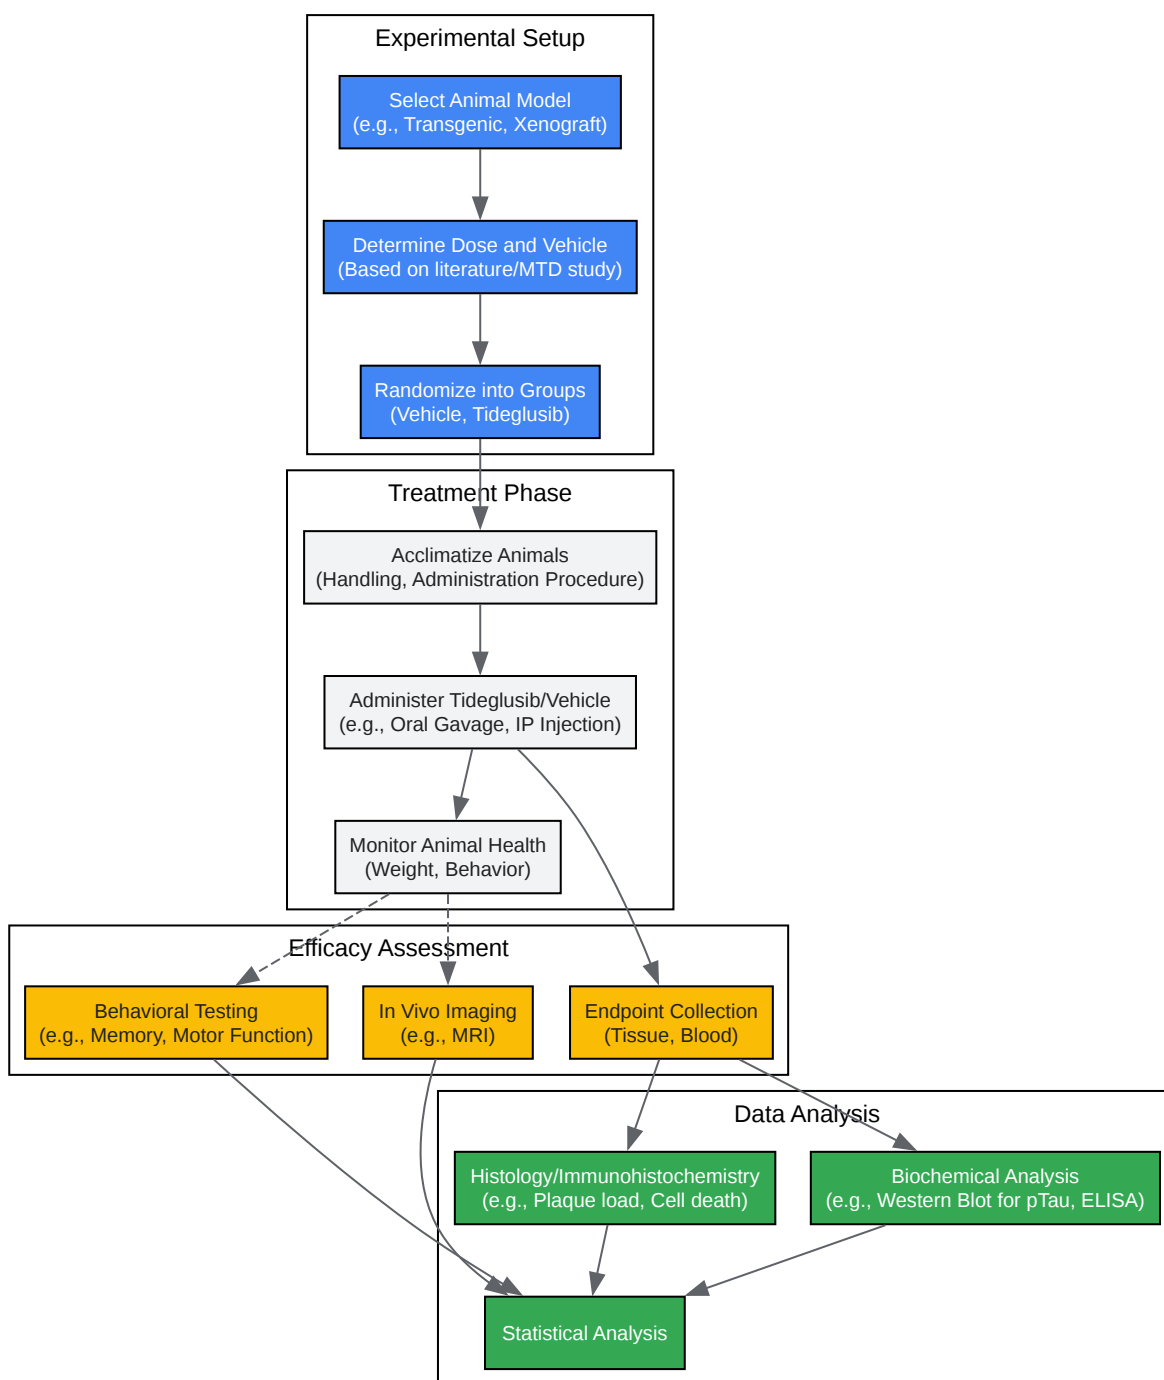 Experimental Setup
Select Animal Model
(e.g., Transgenic, Xenograft)
Determine Dose and Vehicle
(Based on literature/MTD study)
Randomize into Groups
(Vehicle, Tideglusib)
Treatment Phase
Acclimatize Animals
(Handling, Administration Procedure)
Administer Tideglusib/Vehicle
(e.g., Oral Gavage, IP Injection)
Monitor Animal Health
(Weight, Behavior)
Efficacy Assessment
Behavioral Testing
(e.g., Memory, Motor Function)
In Vivo Imaging
(e.g., MRI)
Endpoint Collection
(Tissue, Blood)
Data Analysis
Histology/Immunohistochemistry
(e.g., Plaque load, Cell death)
Biochemical Analysis
(e.g., Western Blot for pTau, ELISA)
Statistical Analysis